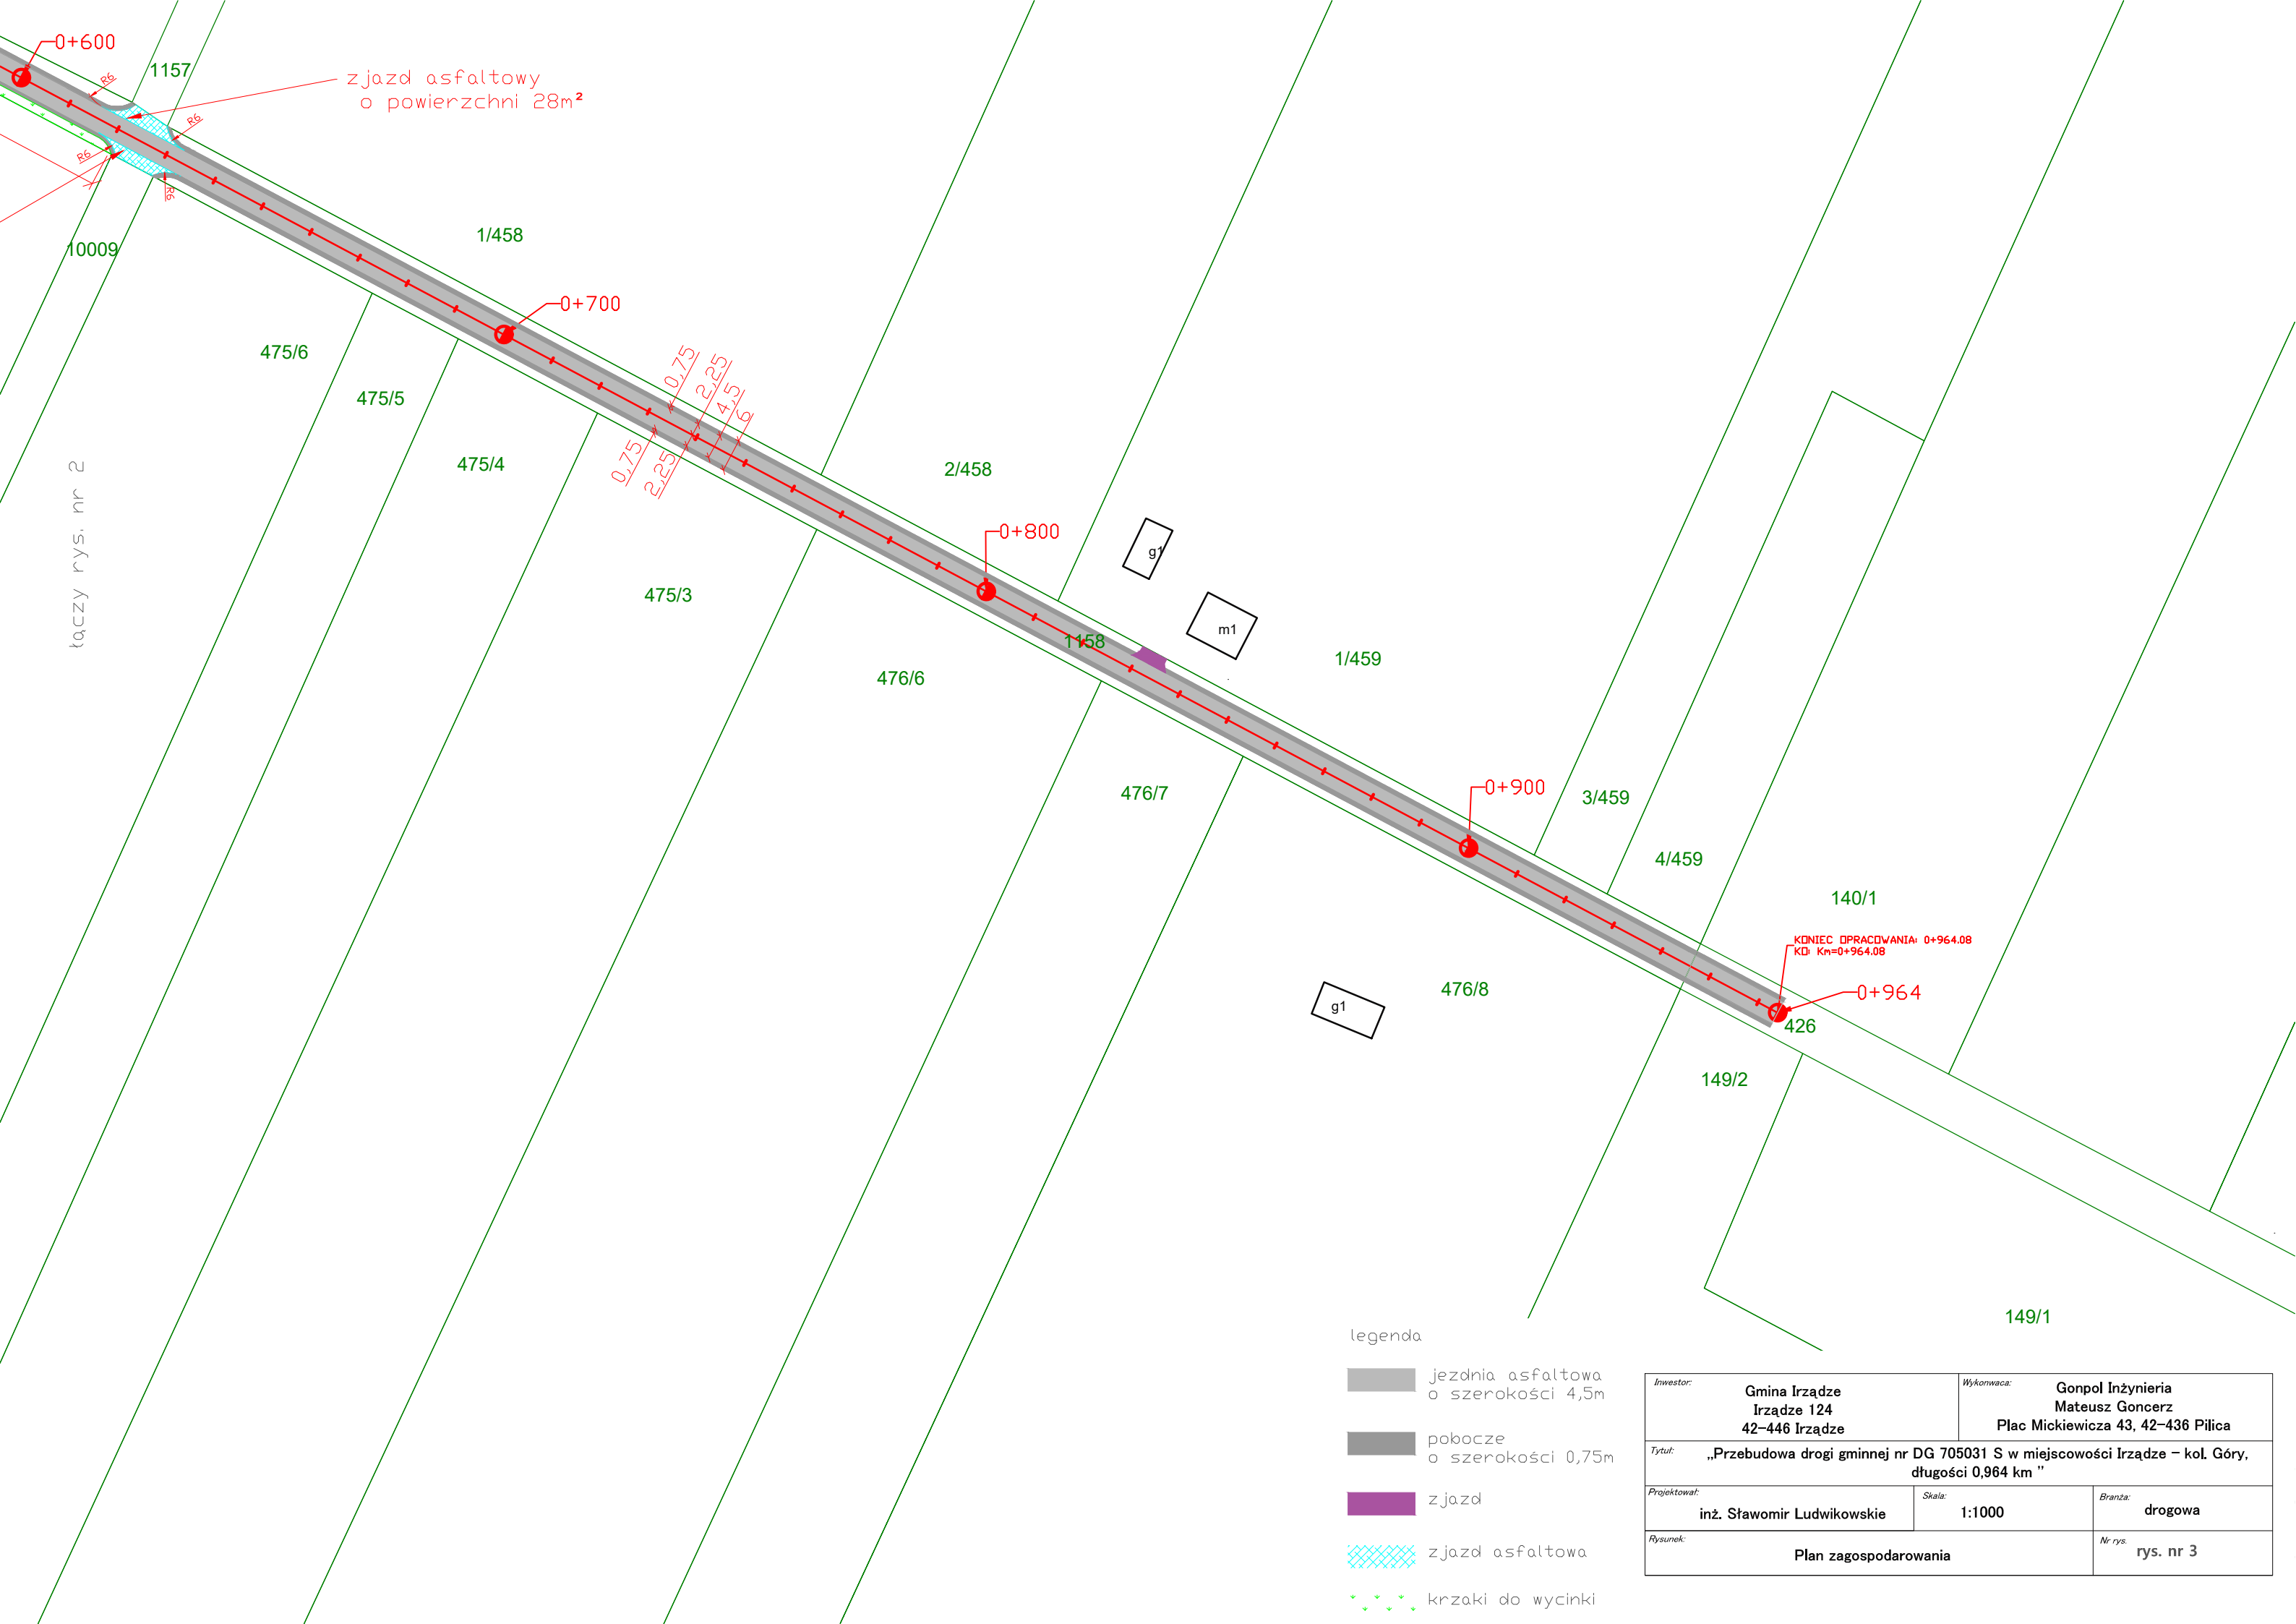 0+600
1157
zjazd asfaltowy
o powierzchni 28m²
R6
R6
R6
R6
10009
1/458
0+700
475/6
475/5
475/4
0,75
2,25
4,5
6
0,75
2,25
łączy rys. nr 2
2/458
0+800
g1
m1
475/3
1158
1/459
476/6
476/7
0+900
3/459
4/459
140/1
KONIEC OPRACOWANIA: 0+964.08
KO: Km=0+964.08
0+964
426
476/8
g1
149/2
149/1
legenda
jezdnia asfaltowa
o szerokości 4,5m
pobocze
o szerokości 0,75m
zjazd
zjazd asfaltowa
krzaki do wycinki
Inwestor:
Gmina Irządze
Irządze 124
42-446 Irządze
Wykonwaca:
Gonpol Inżynieria
Mateusz Goncerz
Plac Mickiewicza 43, 42-436 Pilica
Tytuł:
„Przebudowa drogi gminnej nr DG 705031 S w miejscowości Irządze - kol. Góry,
długości 0,964 km "
Projektował:
inż. Sławomir Ludwikowskie
Skala:
1:1000
Branża:
drogowa
Rysunek:
Plan zagospodarowania
Nr rys.
rys. nr 3